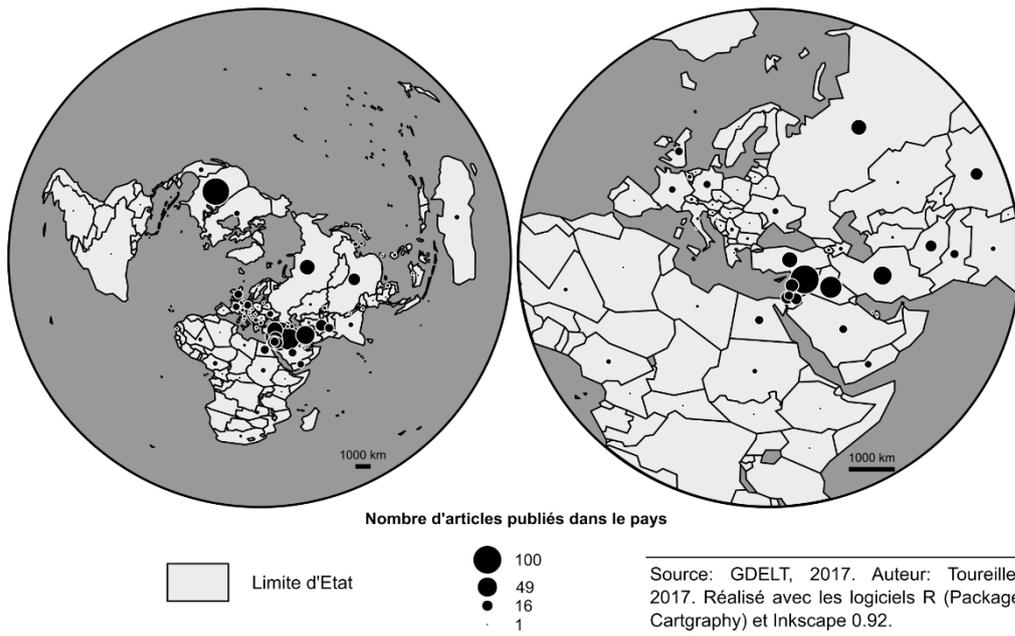 1000 km
1000 km
Nombre d'articles publiés dans le pays
Limite d'Etat
100
49
16
1
Source: GDELT, 2017. Auteur: Toureille
2017. Réalisé avec les logiciels R (Package
Cartgraphy) et Inkscape 0.92.